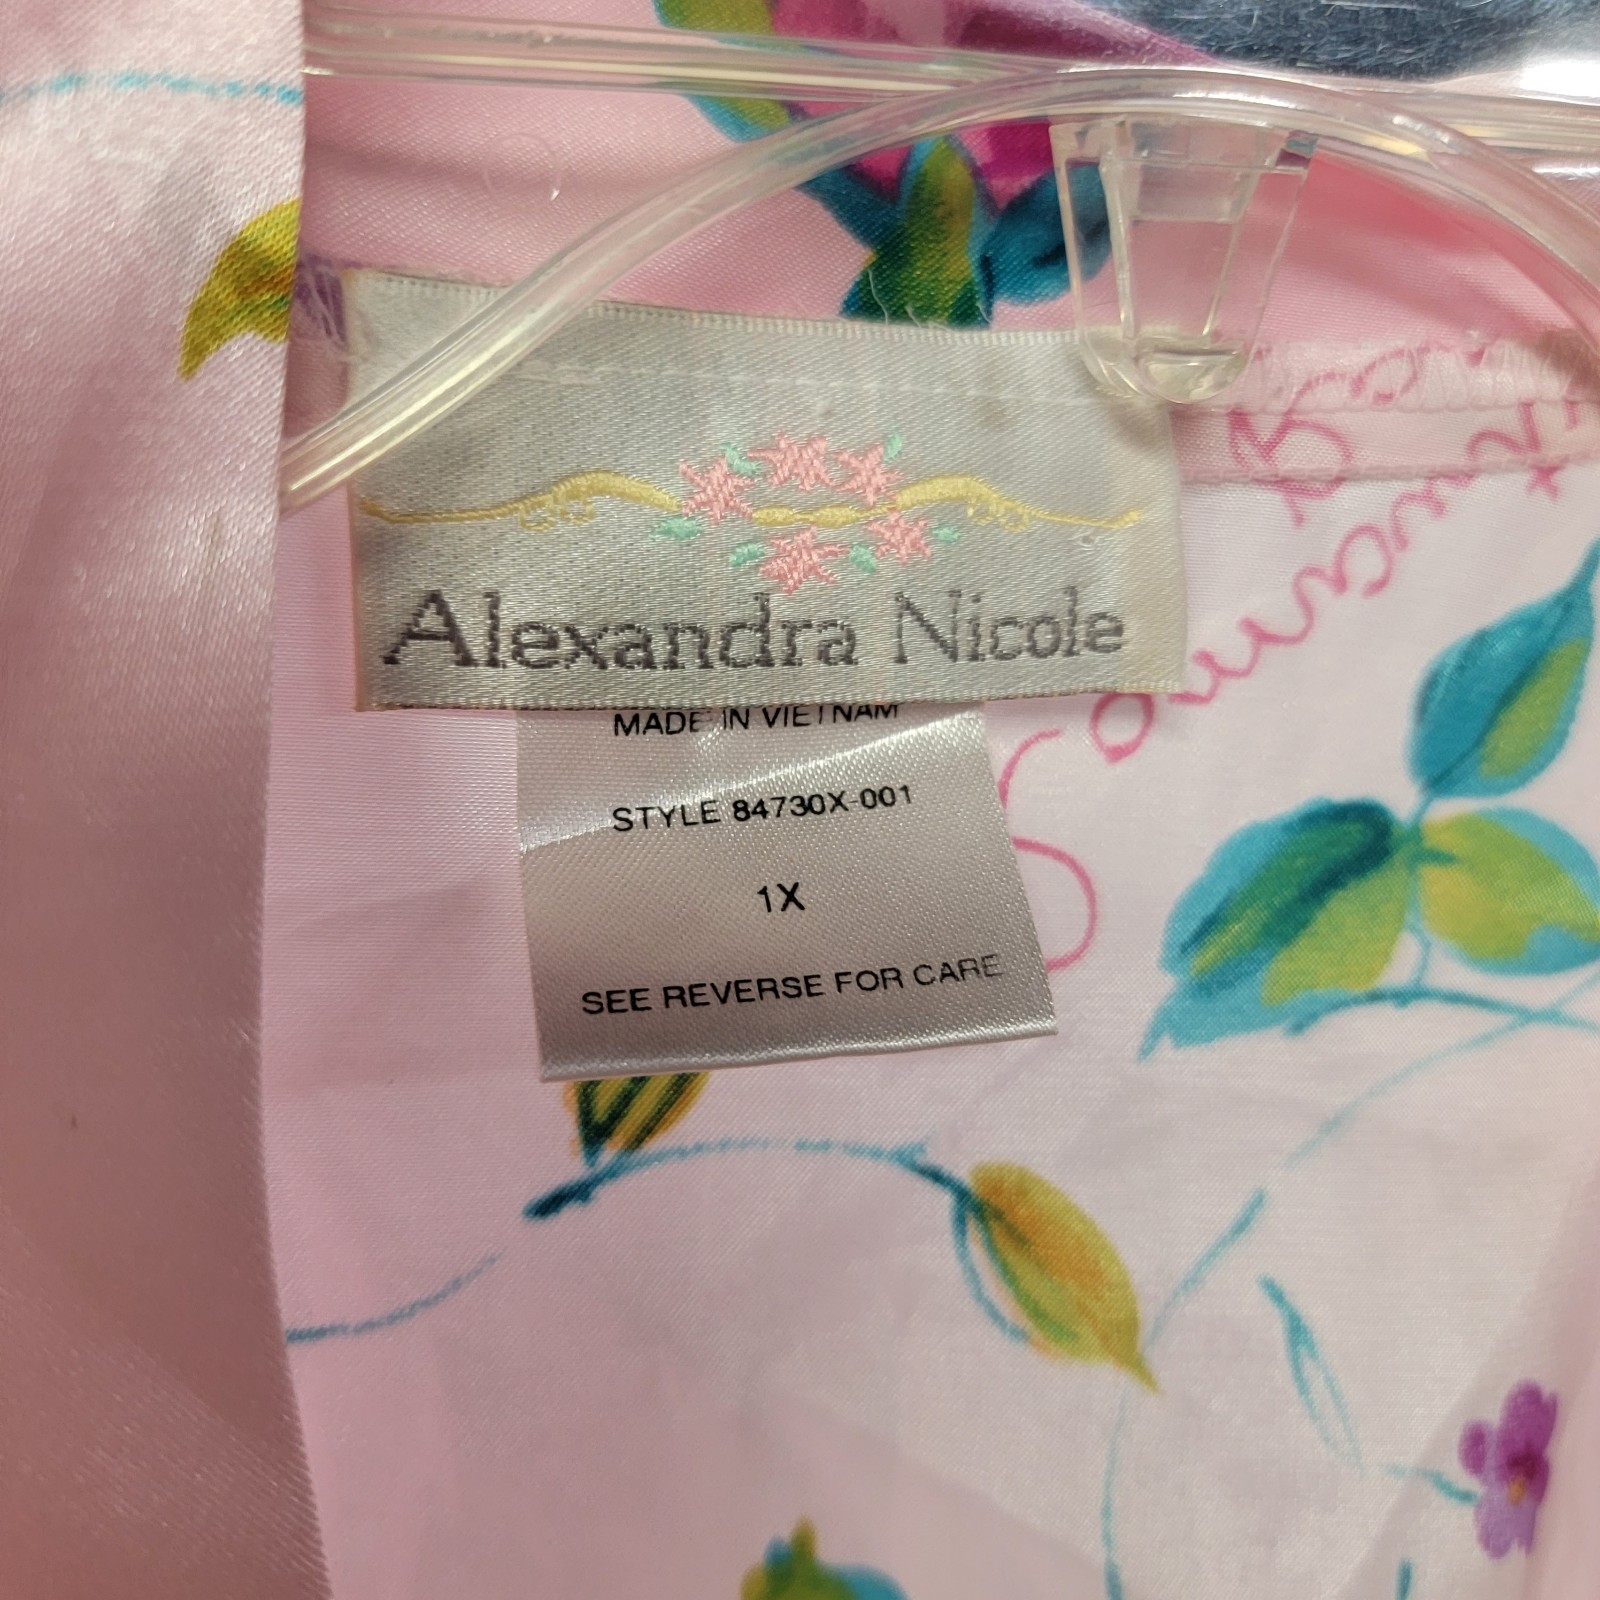 Alexandra Nicole
MADE IN VIETNAM
STYLE 84730X-001
1X
SEE REVERSE FOR CARE